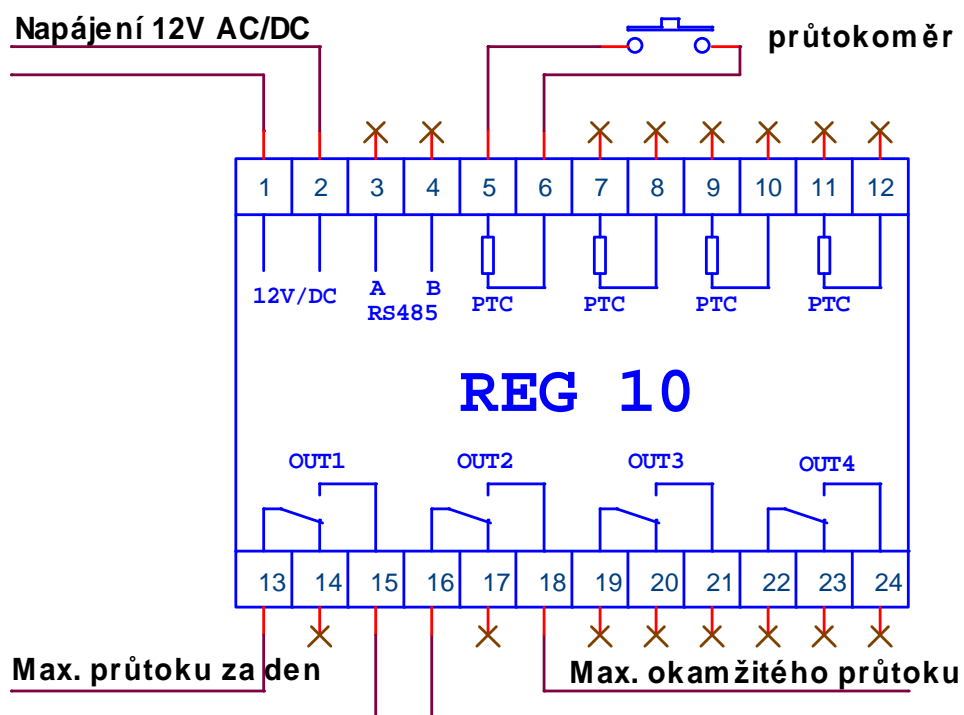 Napájení 12V AC/DC
průtokoměr
1 2 3 4 5 6 7 8 9 10 11 12
12V/DC
A B
RS485
PTC PTC PTC PTC
REG 10
OUT1 OUT2 OUT3 OUT4
13 14 15 16 17 18 19 20 21 22 23 24
Max. průtoku za den
Max. okamžitého průtoku